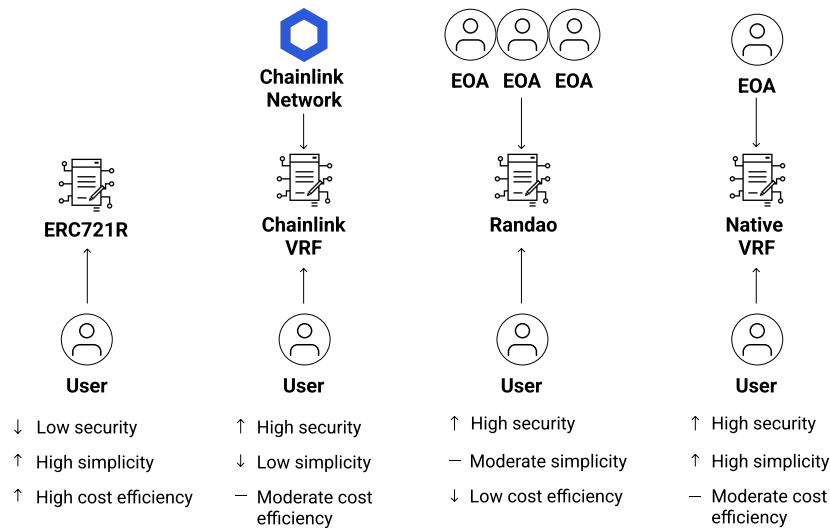 Chainlink
Network
EOA EOA EOA
EOA
ERC721R
Chainlink
VRF
Randao
Native
VRF
User
User
User
User
↓ Low security
↑ High simplicity
↑ High cost efficiency
↑ High security
↓ Low simplicity
– Moderate cost
efficiency
↑ High security
– Moderate simplicity
↓ Low cost efficiency
↑ High security
↑ High simplicity
– Moderate cost
efficiency